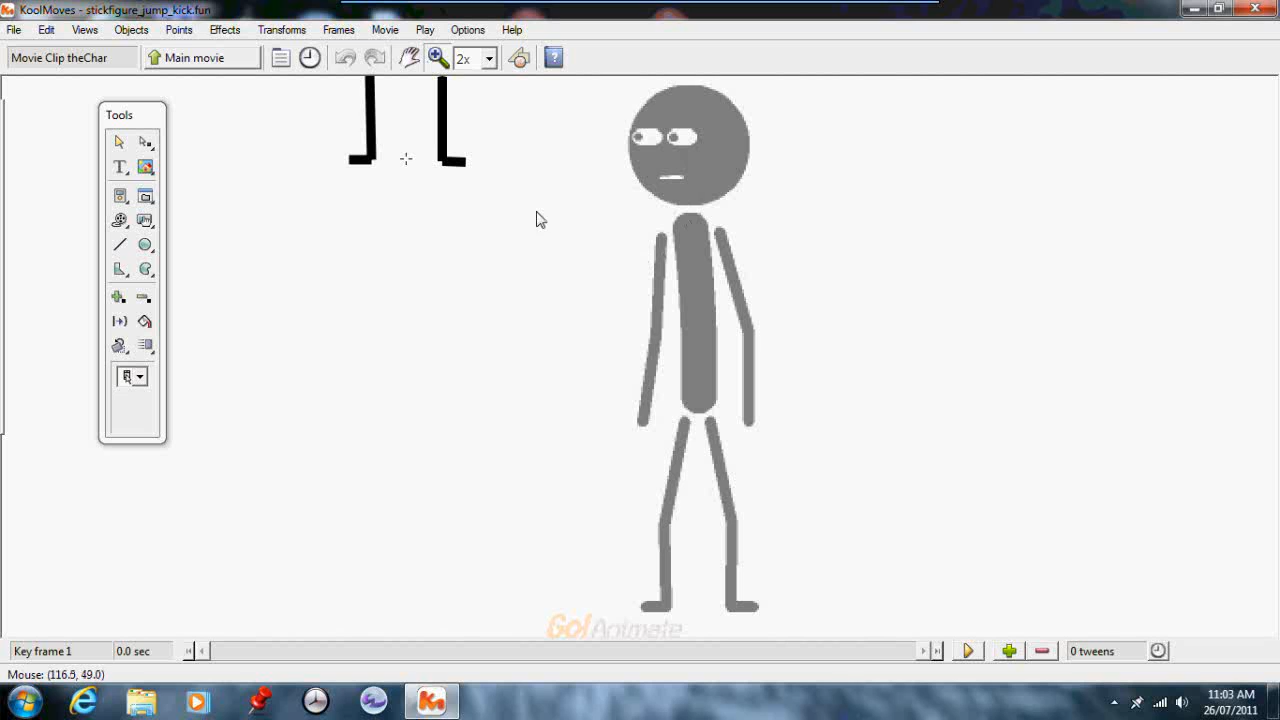 KoolMoves - stickfigure_jump_kick.fun
File Edit Views Objects Points Effects Transforms Frames Movie Play Options Help
Movie Clip theChar Main movie 2x ?
Tools
T
Go!Animate
Key frame 1 0.0 sec 0 tweens
Mouse: (116.5, 49.0)
11:03 AM
26/07/2011